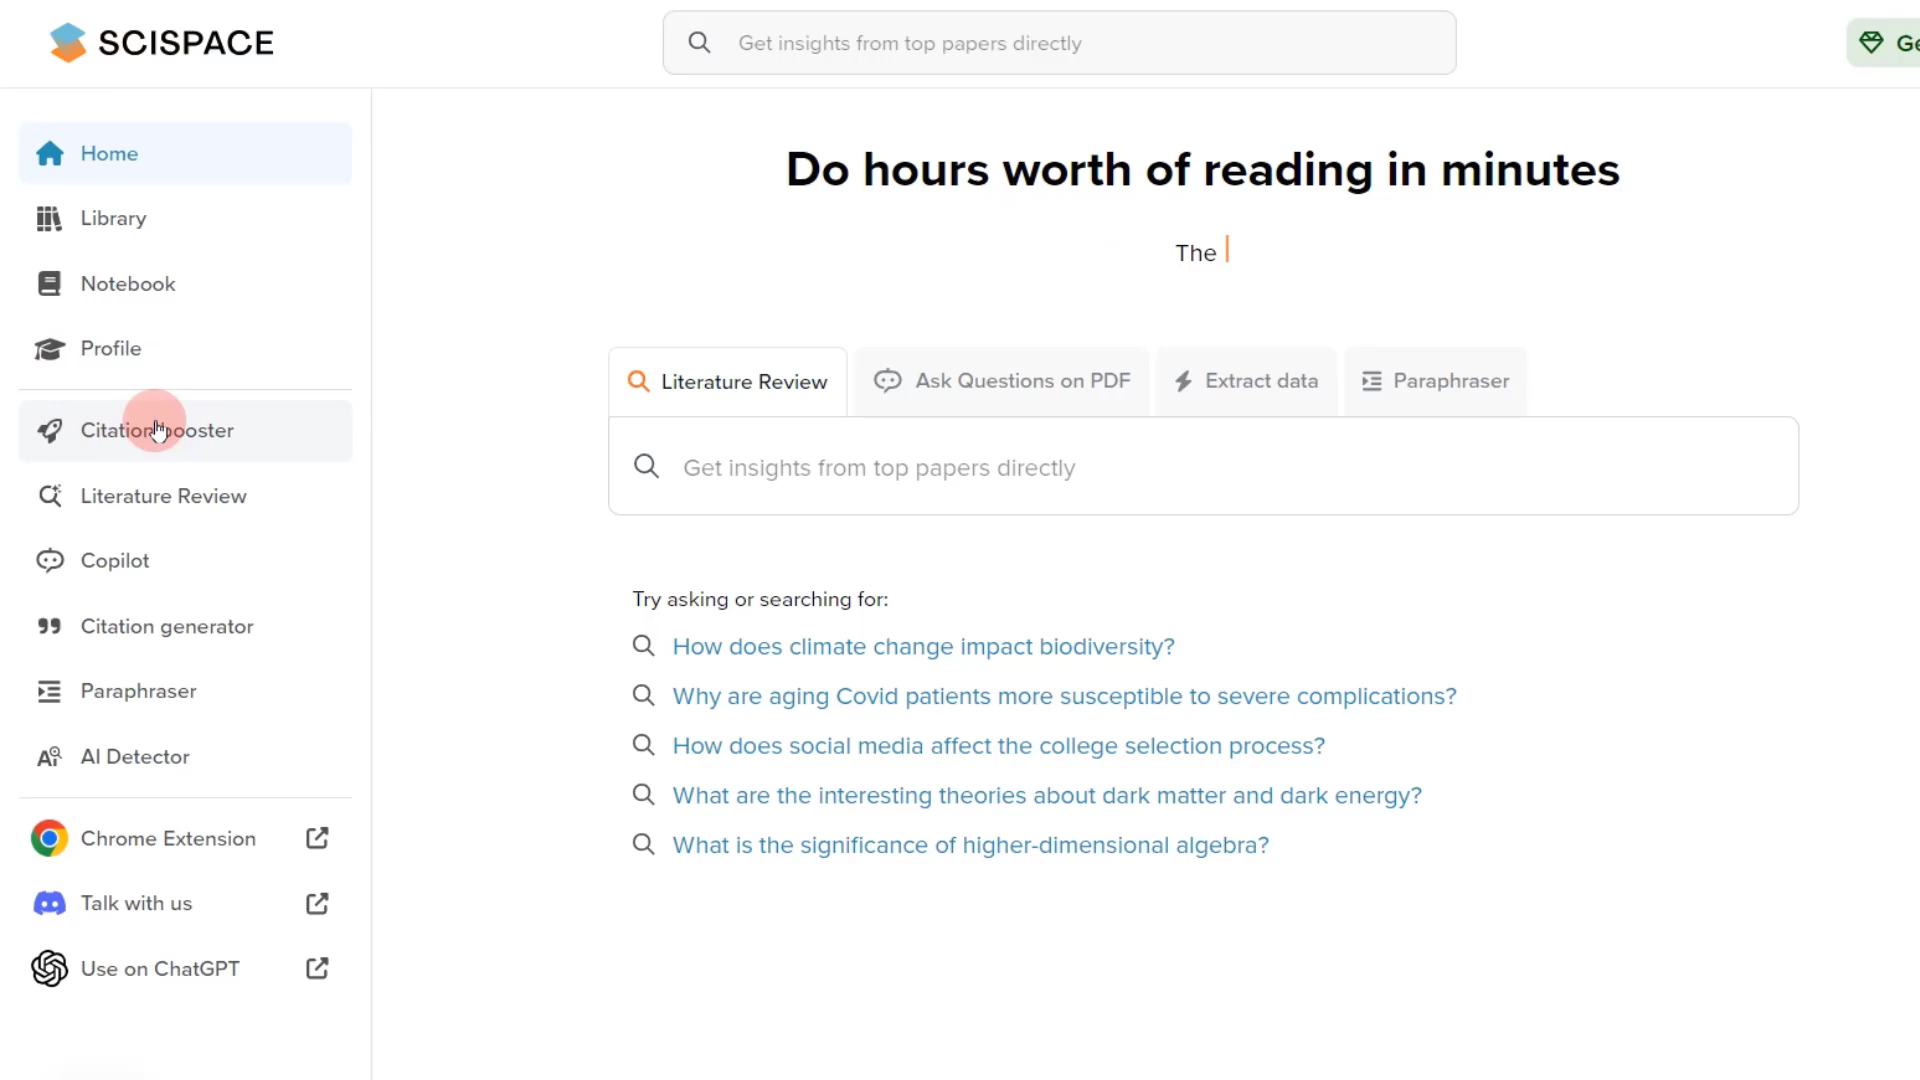 SCISPACE
Get insights from top papers directly
Ge
Home
Library
Notebook
Profile
Citation booster
Literature Review
Copilot
Citation generator
Paraphraser
AI Detector
Chrome Extension
Talk with us
Use on ChatGPT
Do hours worth of reading in minutes
The
Literature Review
Ask Questions on PDF
Extract data
Paraphraser
Get insights from top papers directly
Try asking or searching for:
How does climate change impact biodiversity?
Why are aging Covid patients more susceptible to severe complications?
How does social media affect the college selection process?
What are the interesting theories about dark matter and dark energy?
What is the significance of higher-dimensional algebra?